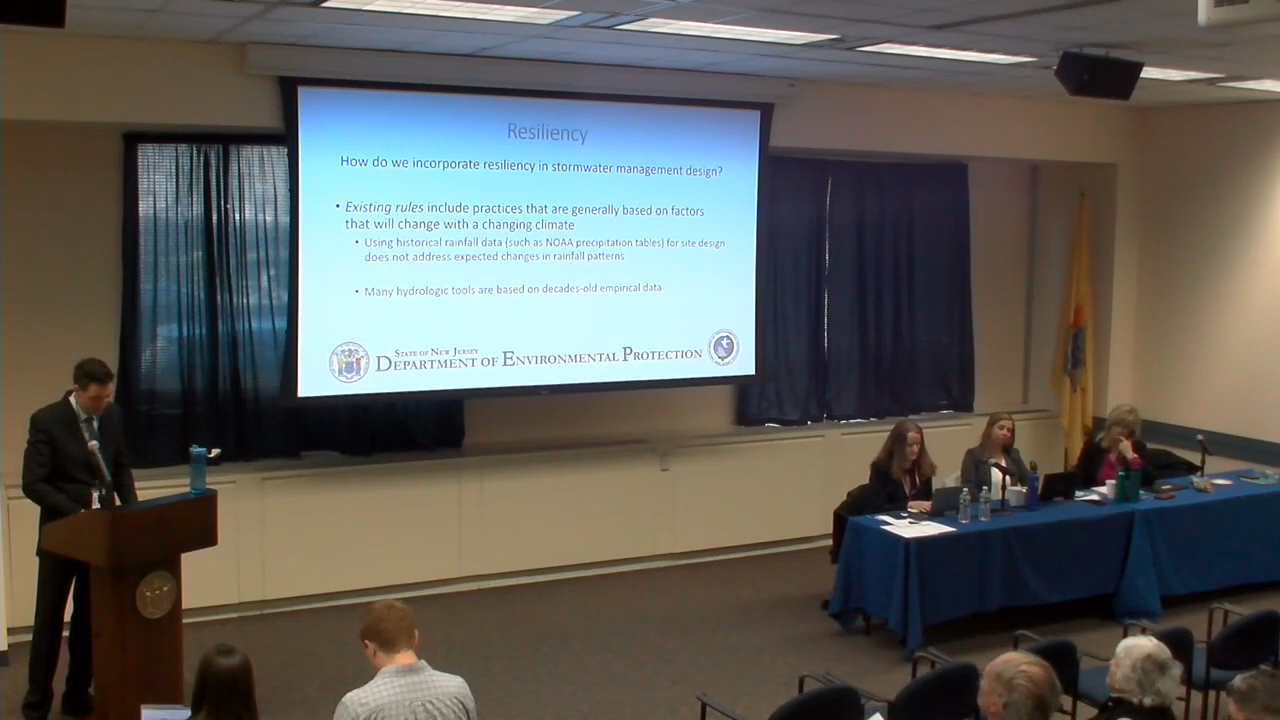 Resiliency
How do we incorporate resiliency in stormwater management design?
• Existing rules include practices that are generally based on factors
that will change with a changing climate
• Using historical rainfall data (such as NOAA precipitation tables) for site design
does not address expected changes in rainfall patterns
• Many hydrologic tools are based on decades-old empirical data
STATE OF NEW JERSEY
DEPARTMENT OF ENVIRONMENTAL PROTECTION